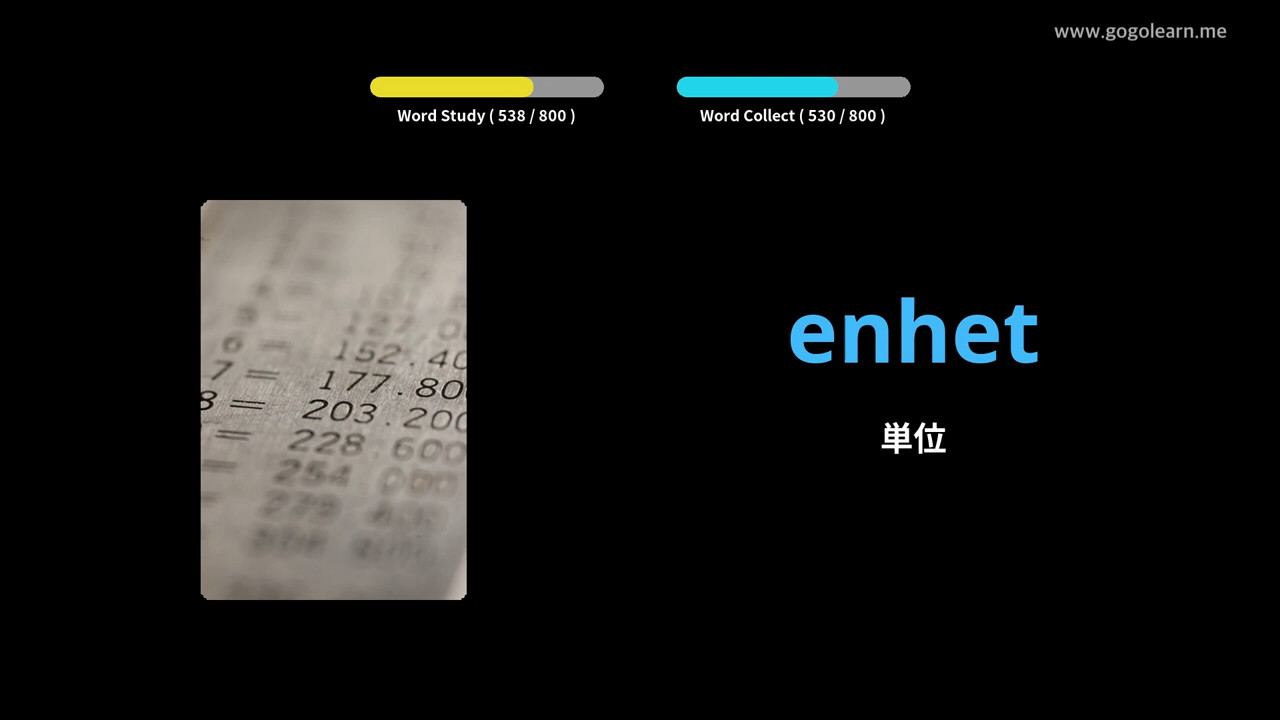 www.gogolearn.me
Word Study ( 538 / 800 )
Word Collect ( 530 / 800 )
6 = 152.40
7 = 177.80
8 = 203.200
= 228.600
= 254 000
enhet
単位